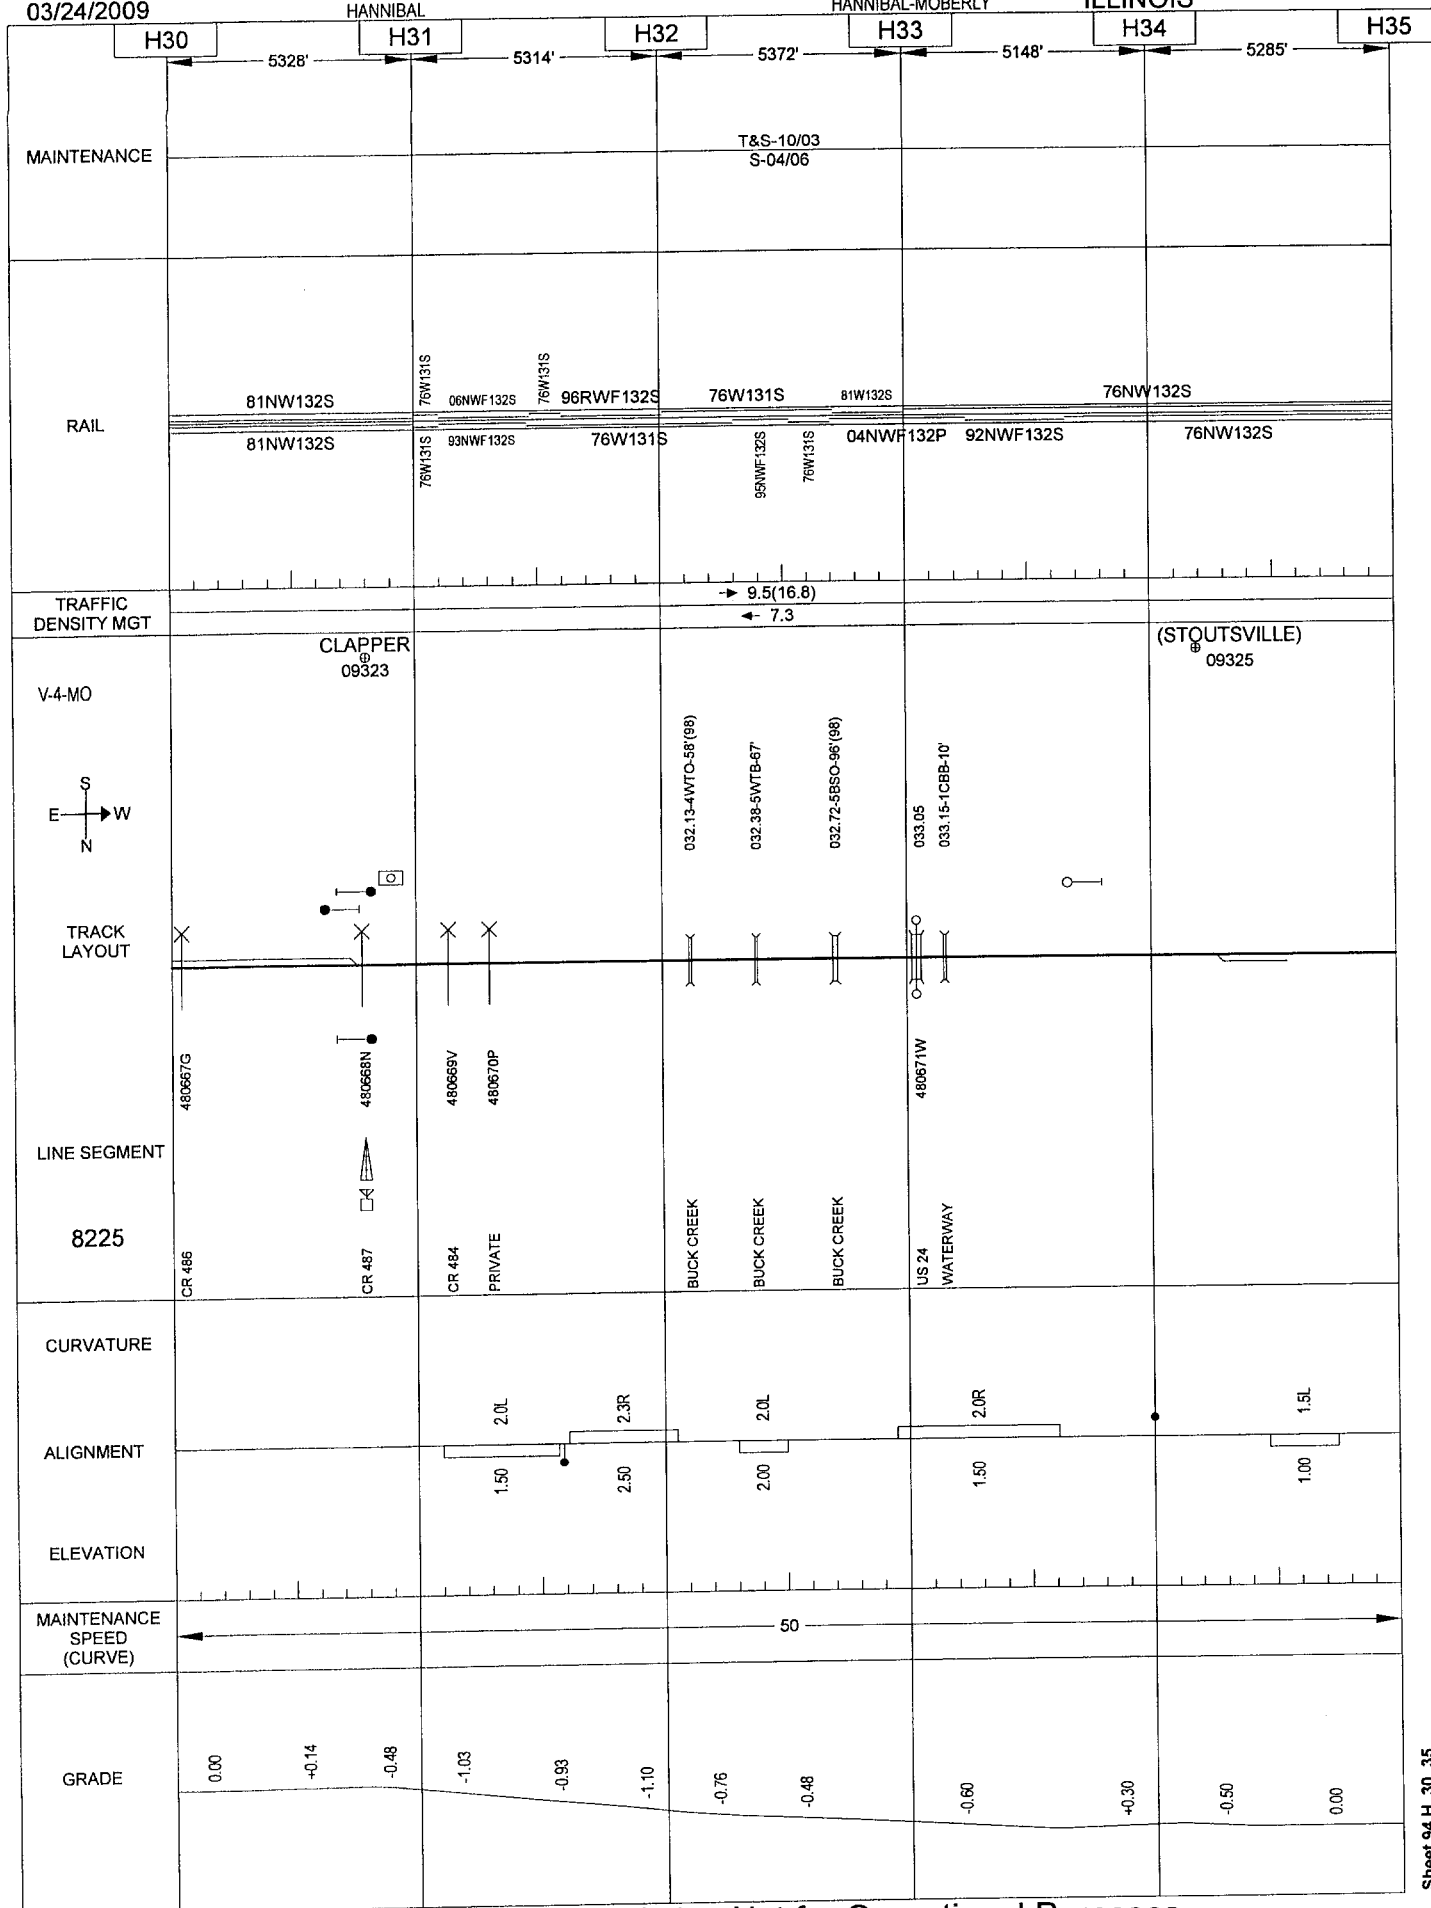 03/24/2009
HANNIBAL
HANNIBAL-MOBERLY
ILLINOIS
H30
H31
H32
H33
H34
H35
5328'
5314'
5372'
5148'
5285'
MAINTENANCE
T&S-10/03
S-04/06
RAIL
81NW132S
76W131S
06NWF132S
76W131S
96RWF132S
76W131S
81W132S
76NW132S
81NW132S
76W131S
93NWF132S
76W131S
95NWF132S
76W131S
04NWF132P
92NWF132S
76NW132S
TRAFFIC
DENSITY MGT
9.5(16.8)
7.3
CLAPPER
09323
(STOUTSVILLE)
09325
V-4-MO
S
E
W
N
032.13-4WTO-58'(98)
032.38-5WTB-67'
032.72-5BSO-96'(98)
033.05
033.15-1CBB-10'
TRACK
LAYOUT
480667G
480668N
480669V
480670P
480671W
LINE SEGMENT
8225
CR 486
CR 487
CR 484
PRIVATE
BUCK CREEK
BUCK CREEK
BUCK CREEK
US 24
WATERWAY
CURVATURE
2.0L
2.3R
2.0L
2.0R
1.5L
ALIGNMENT
1.50
2.50
2.00
1.50
1.00
ELEVATION
MAINTENANCE
SPEED
(CURVE)
50
GRADE
0.00
+0.14
-0.48
-1.03
-0.93
-1.10
-0.76
-0.48
-0.60
+0.30
-0.50
0.00
Sheet 94 H 30 35